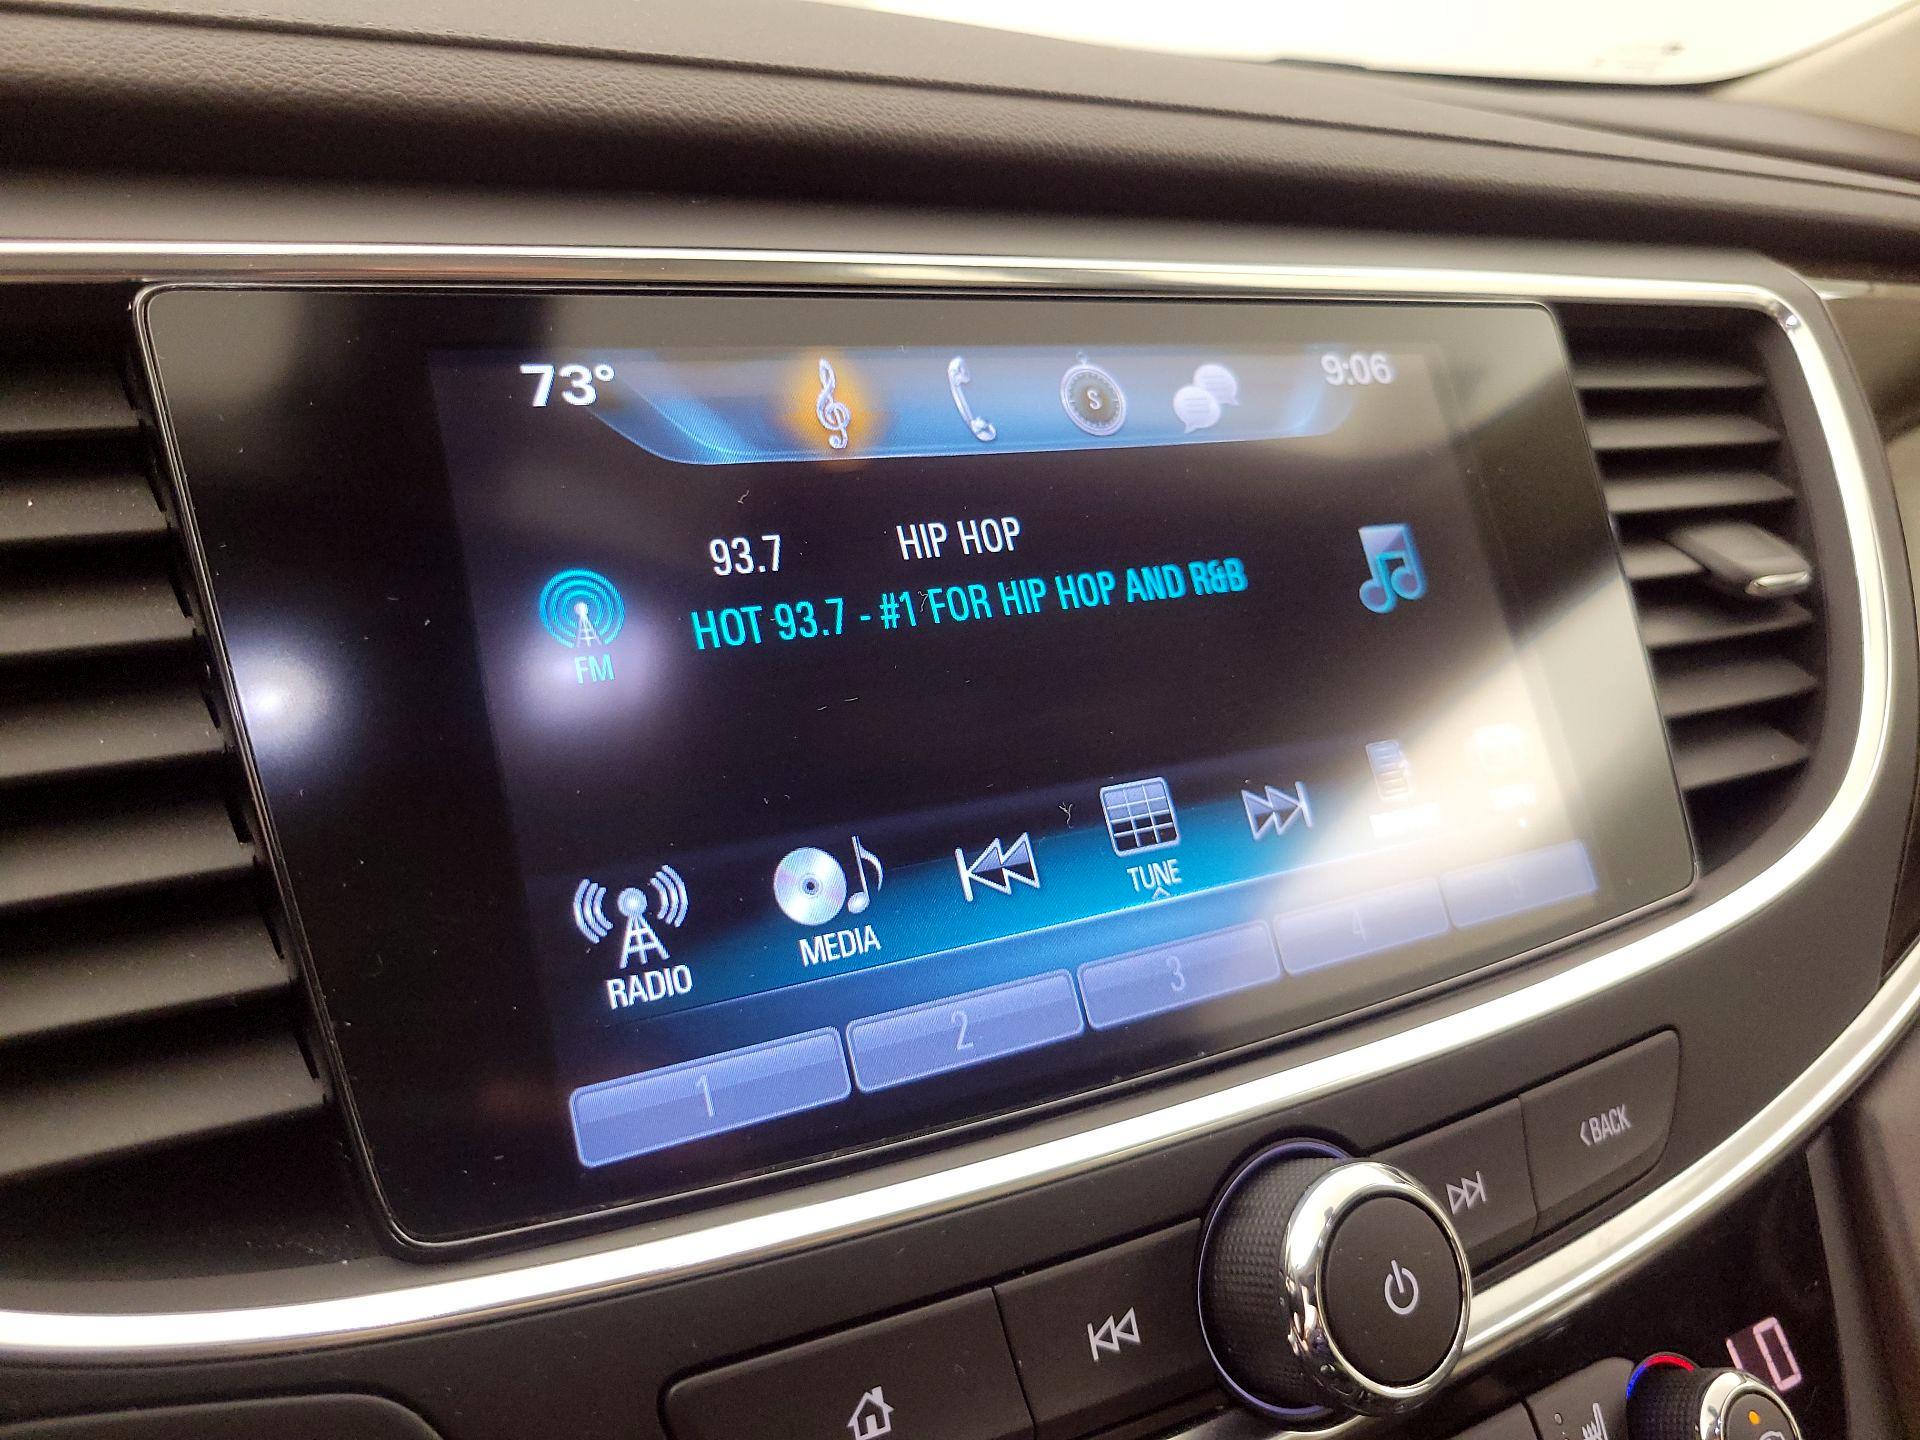 73° S 9:06
93.7 HIP HOP
HOT 93.7 - #1 FOR HIP HOP AND R&B
FM
TUNE
MEDIA
RADIO
1 2 3 4
<BACK
LO